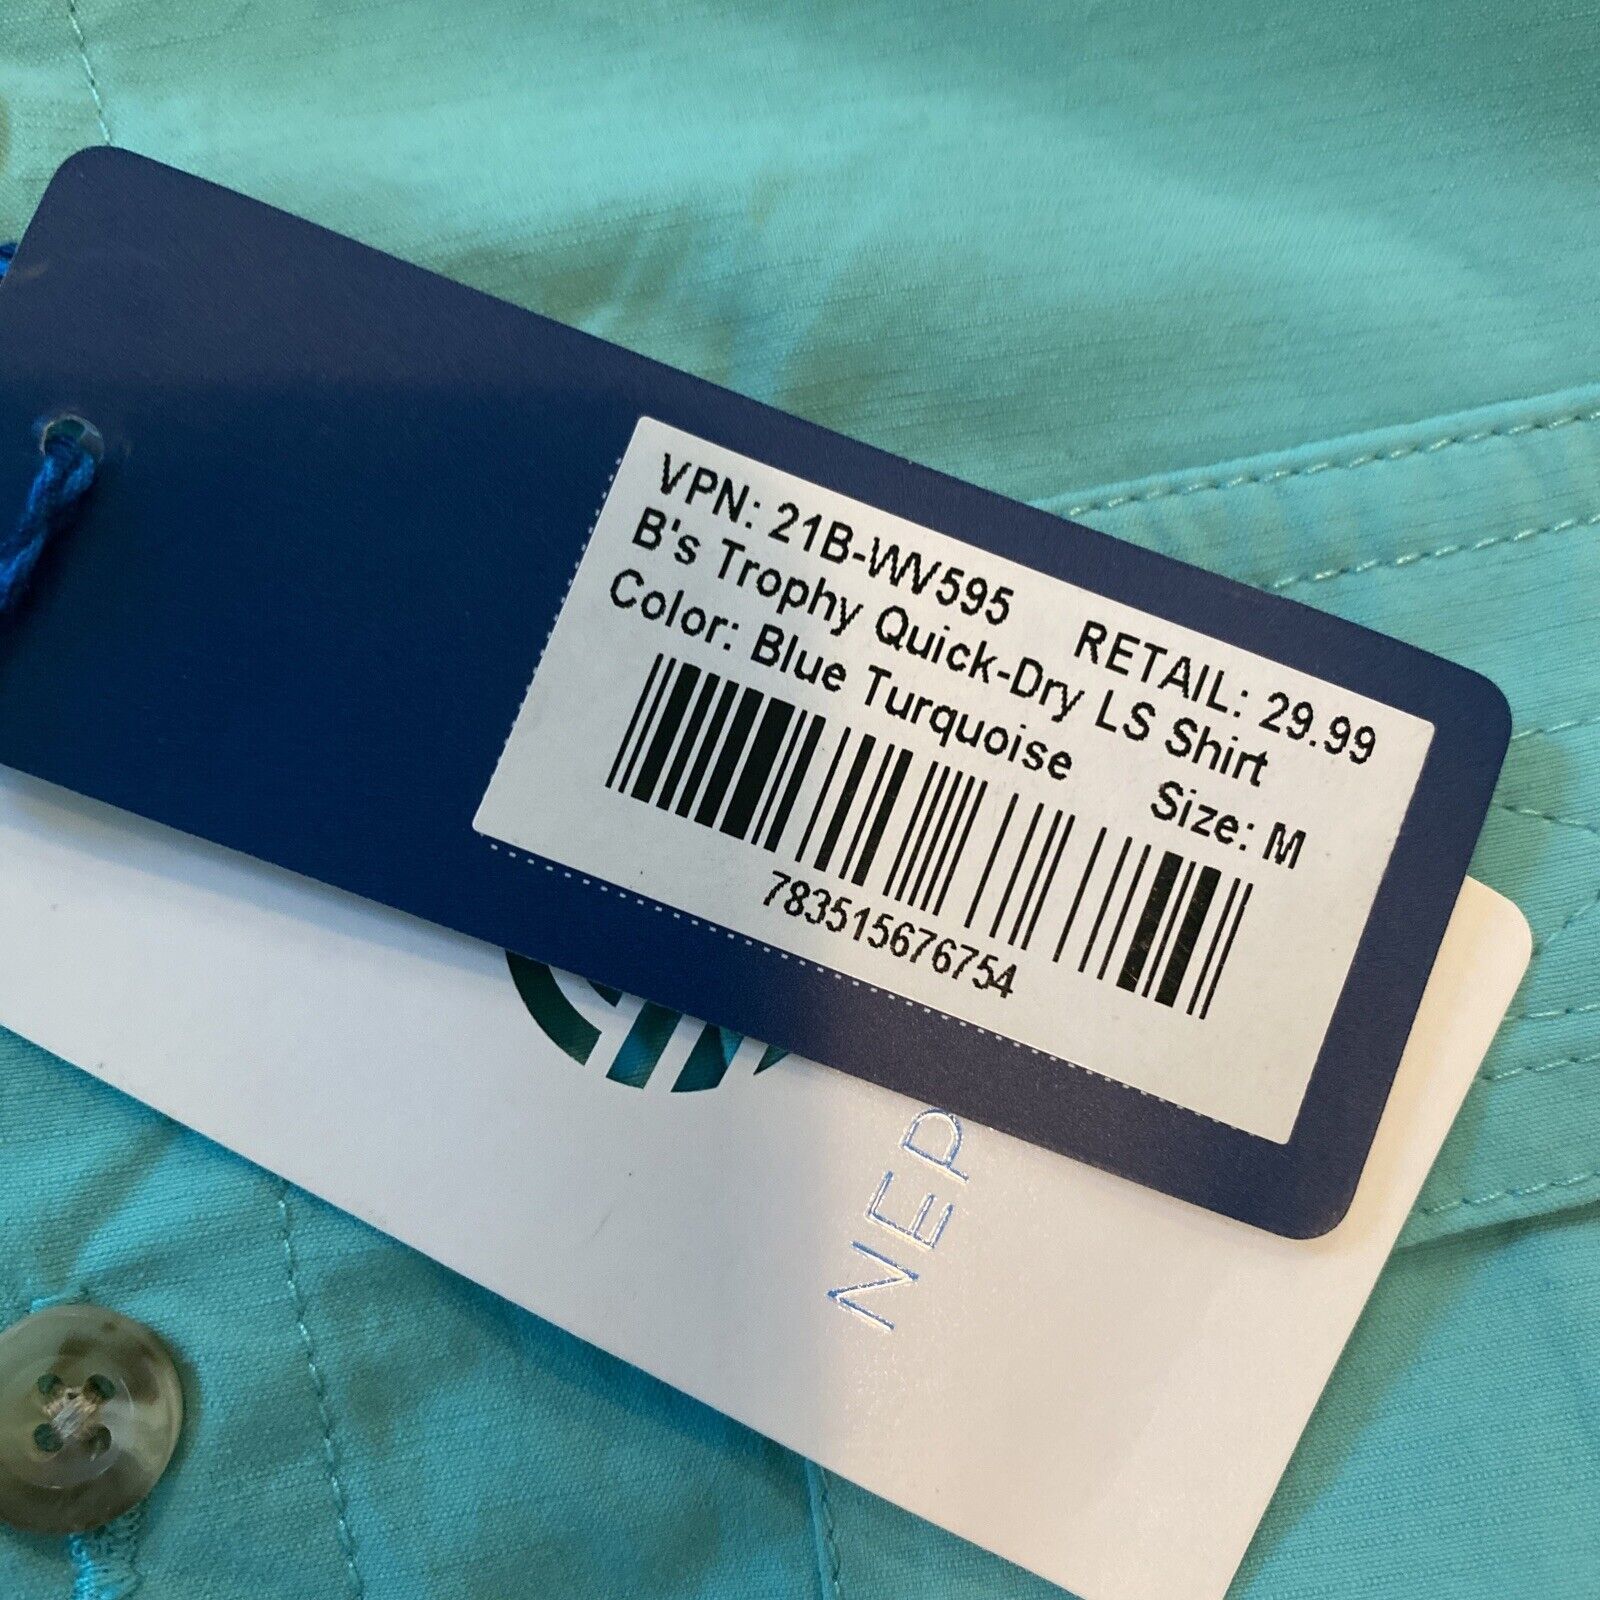 VPN: 21B-WV595 RETAIL: 29.99
B's Trophy Quick-Dry LS Shirt
Color: Blue Turquoise Size: M
783515676754
NEP